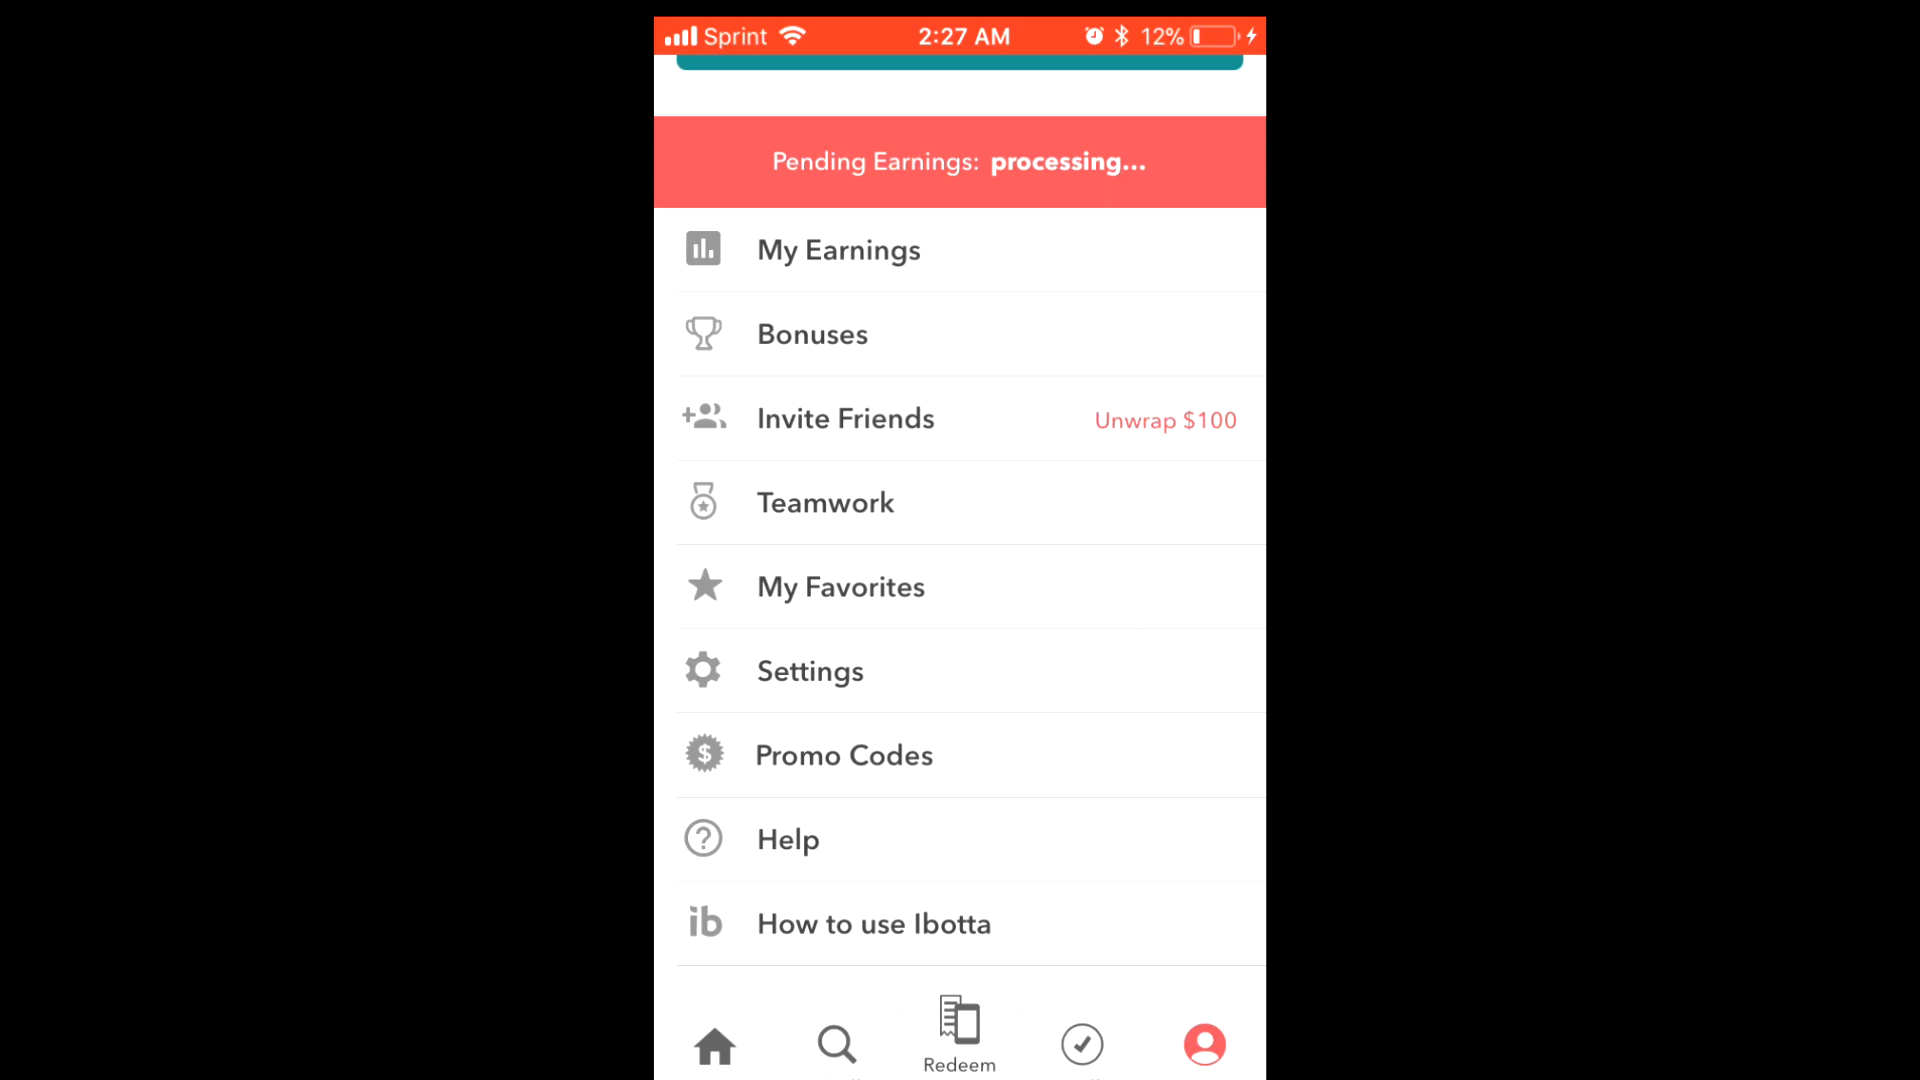 Sprint 2:27 AM 12%
Pending Earnings: processing...
My Earnings
Bonuses
Invite Friends Unwrap $100
Teamwork
My Favorites
Settings
Promo Codes
Help
ib How to use Ibotta
Redeem